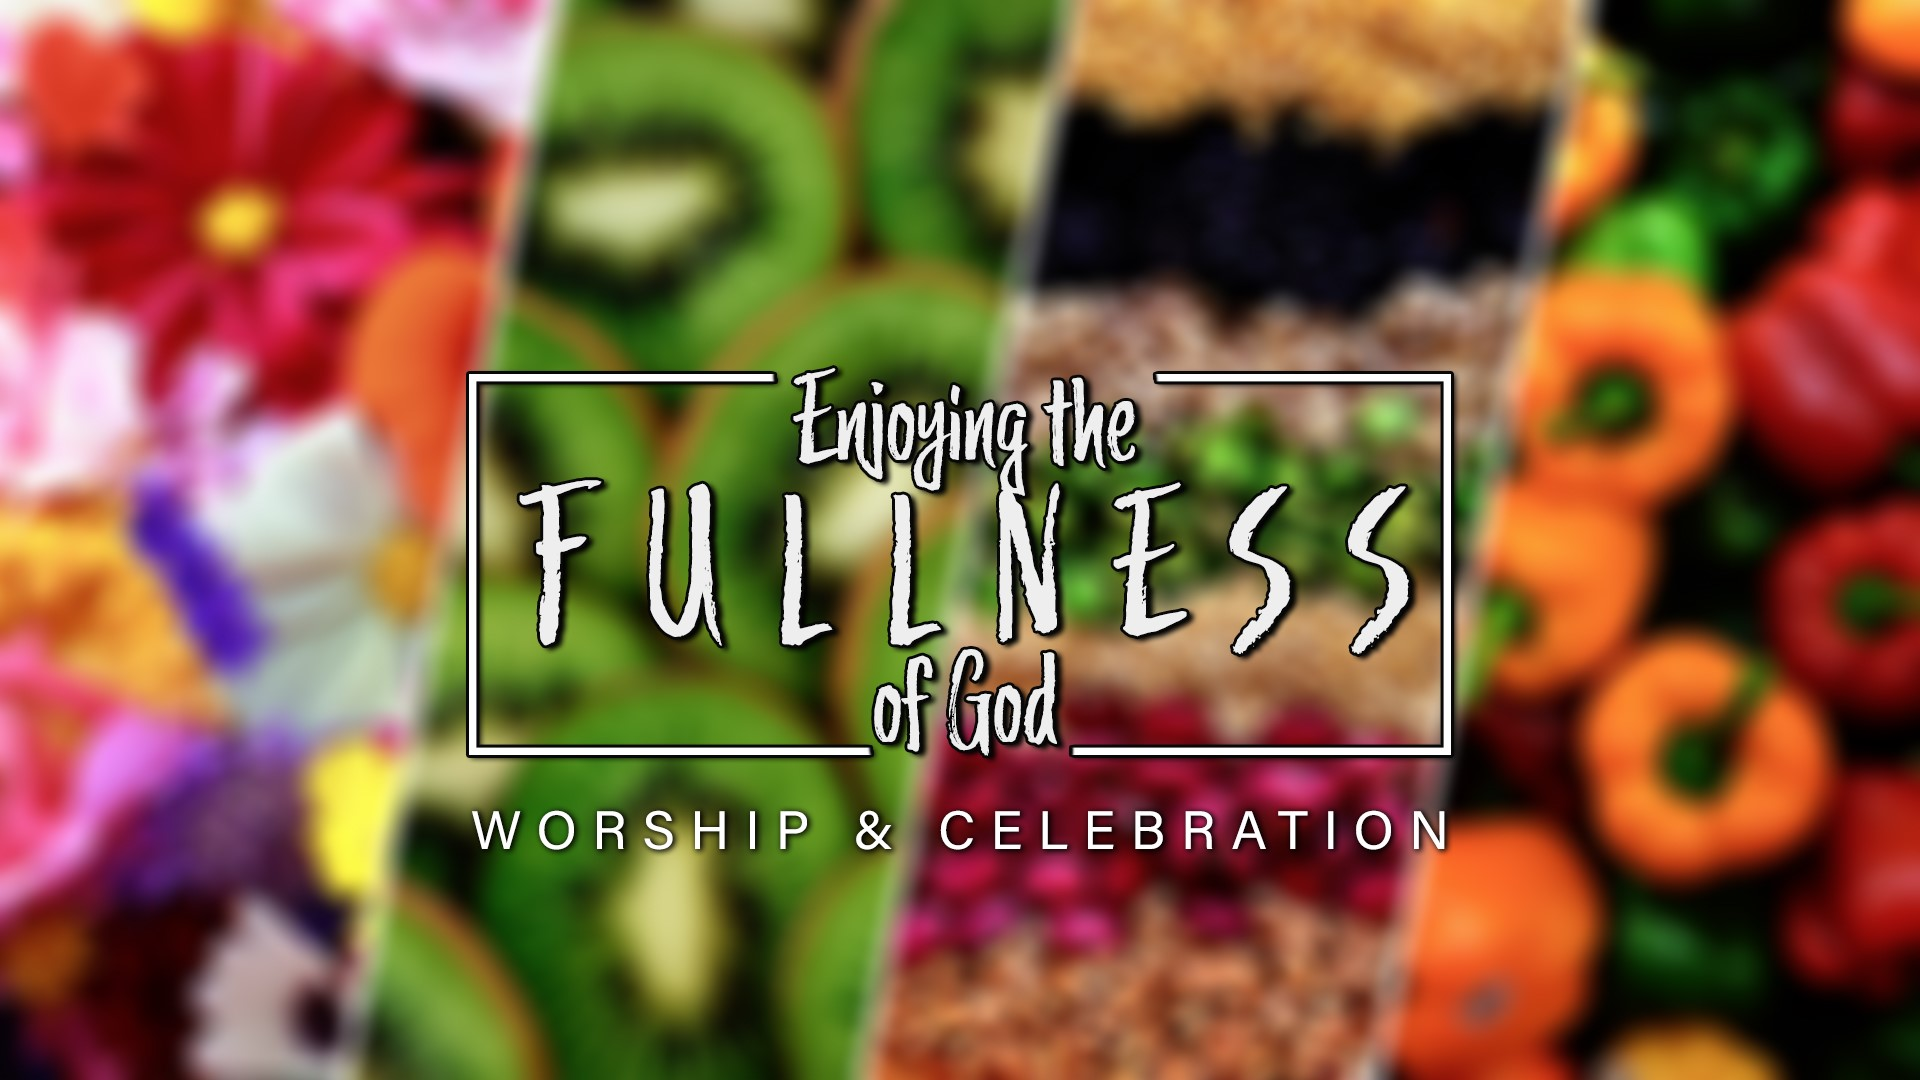 Enjoying the
FULLNESS
of God
WORSHIP & CELEBRATION